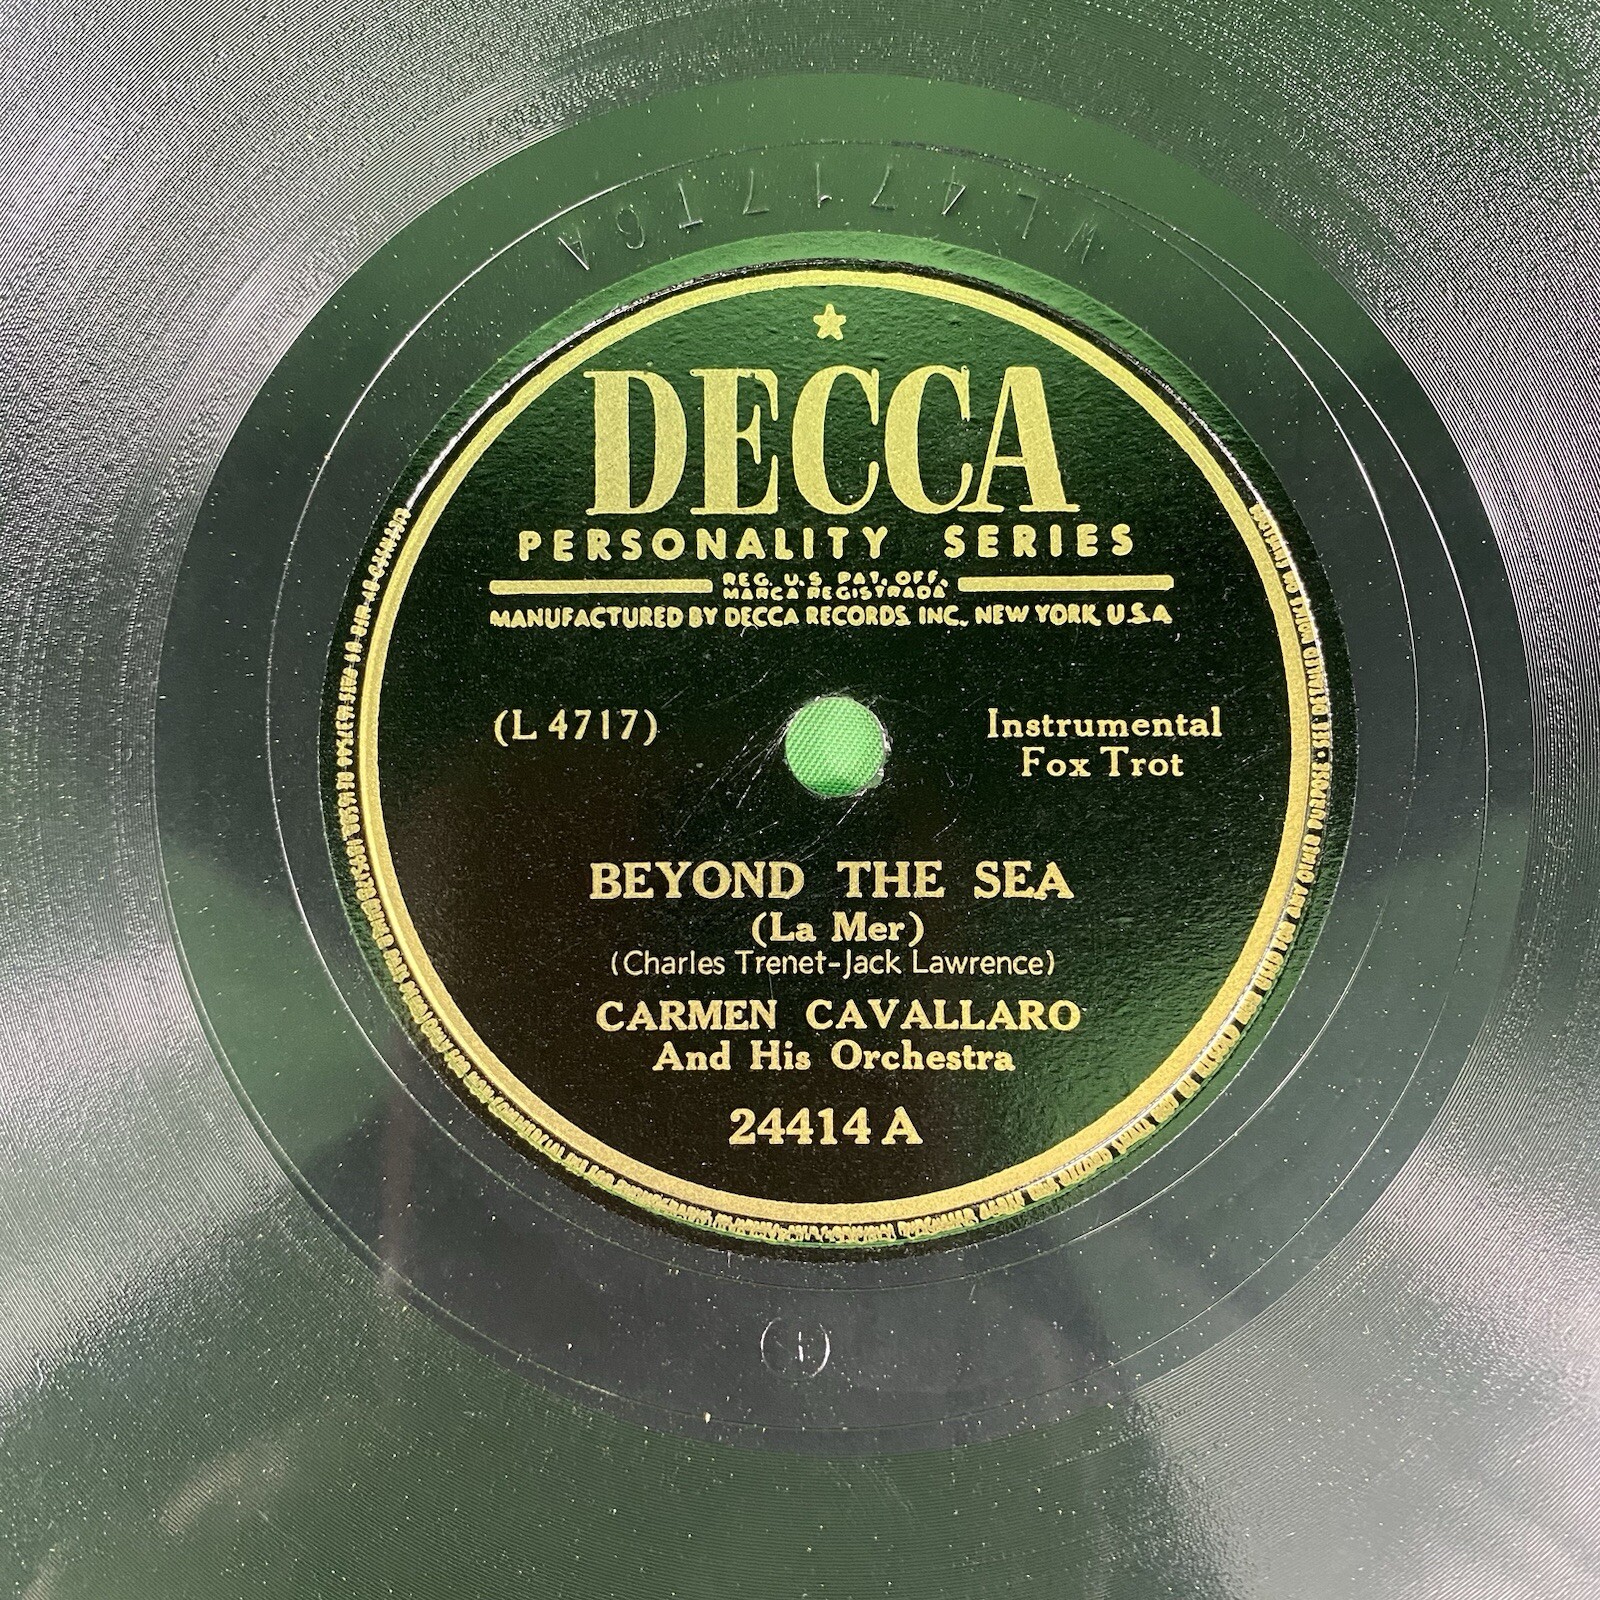 WL4717T6A
DECCA
PERSONALITY SERIES
REG. U.S. PAT. OFF.
MARCA REGISTRADA
MANUFACTURED BY DECCA RECORDS, INC., NEW YORK, U.S.A
(L 4717)
Instrumental
Fox Trot
BEYOND THE SEA
(La Mer)
(Charles Trenet-Jack Lawrence)
CARMEN CAVALLARO
And His Orchestra
24414 A